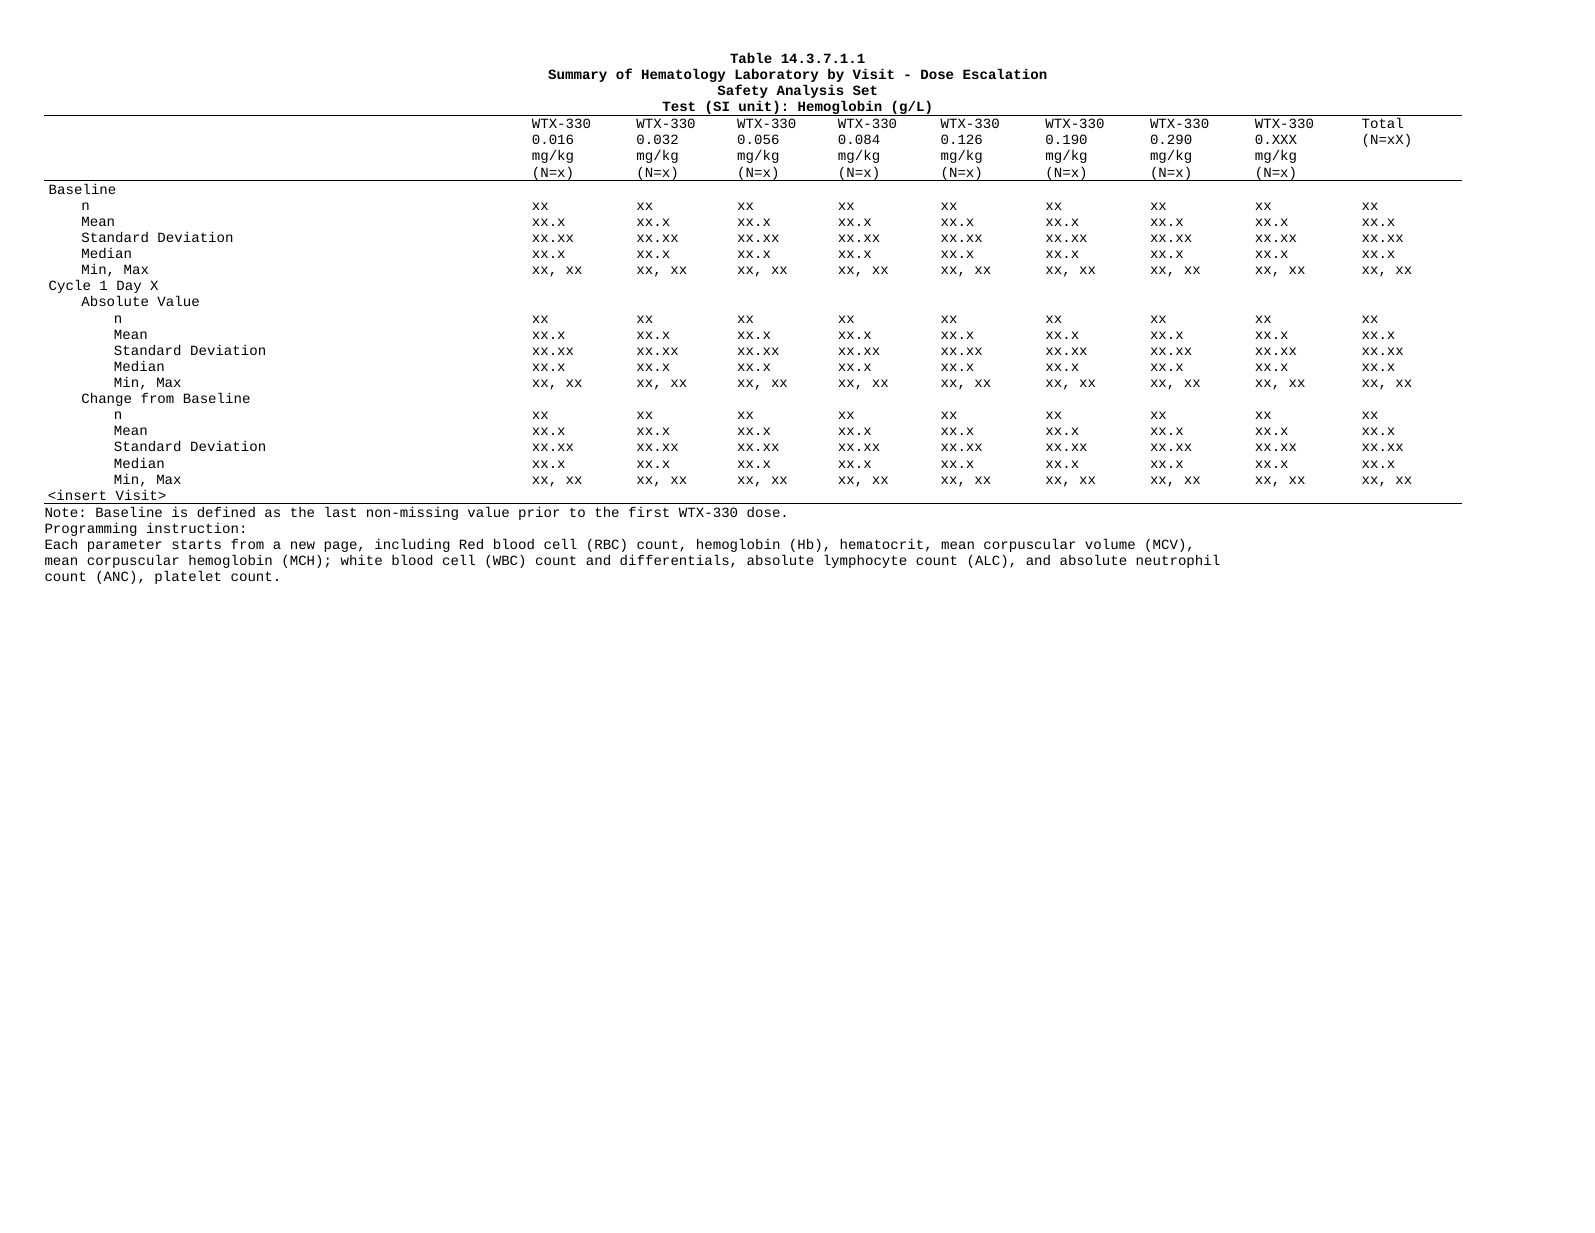 Table 14.3.7.1.1
Summary of Hematology Laboratory by Visit - Dose Escalation
Safety Analysis Set
Test (SI unit): Hemoglobin (g/L)
WTX-330 WTX-330 WTX-330 WTX-330 WTX-330 WTX-330 WTX-330 WTX-330 Total
0.016 0.032 0.056 0.084 0.126 0.190 0.290 0.XXX (N=xX)
mg/kg mg/kg mg/kg mg/kg mg/kg mg/kg mg/kg mg/kg
(N=x) (N=x) (N=x) (N=x) (N=x) (N=x) (N=x) (N=x)
Baseline
n xx xx xx xx xx xx xx xx xx
Mean xx.x xx.x xx.x xx.x xx.x xx.x xx.x xx.x xx.x
Standard Deviation xx.xx xx.xx xx.xx xx.xx xx.xx xx.xx xx.xx xx.xx xx.xx
Median xx.x xx.x xx.x xx.x xx.x xx.x xx.x xx.x xx.x
Min, Max xx, xx xx, xx xx, xx xx, xx xx, xx xx, xx xx, xx xx, xx xx, xx
Cycle 1 Day X
Absolute Value
n xx xx xx xx xx xx xx xx xx
Mean xx.x xx.x xx.x xx.x xx.x xx.x xx.x xx.x xx.x
Standard Deviation xx.xx xx.xx xx.xx xx.xx xx.xx xx.xx xx.xx xx.xx xx.xx
Median xx.x xx.x xx.x xx.x xx.x xx.x xx.x xx.x xx.x
Min, Max xx, xx xx, xx xx, xx xx, xx xx, xx xx, xx xx, xx xx, xx xx, xx
Change from Baseline
n xx xx xx xx xx xx xx xx xx
Mean xx.x xx.x xx.x xx.x xx.x xx.x xx.x xx.x xx.x
Standard Deviation xx.xx xx.xx xx.xx xx.xx xx.xx xx.xx xx.xx xx.xx xx.xx
Median xx.x xx.x xx.x xx.x xx.x xx.x xx.x xx.x xx.x
Min, Max xx, xx xx, xx xx, xx xx, xx xx, xx xx, xx xx, xx xx, xx xx, xx
<insert Visit>
Note: Baseline is defined as the last non-missing value prior to the first WTX-330 dose.
Programming instruction:
Each parameter starts from a new page, including Red blood cell (RBC) count, hemoglobin (Hb), hematocrit, mean corpuscular volume (MCV),
mean corpuscular hemoglobin (MCH); white blood cell (WBC) count and differentials, absolute lymphocyte count (ALC), and absolute neutrophil
count (ANC), platelet count.